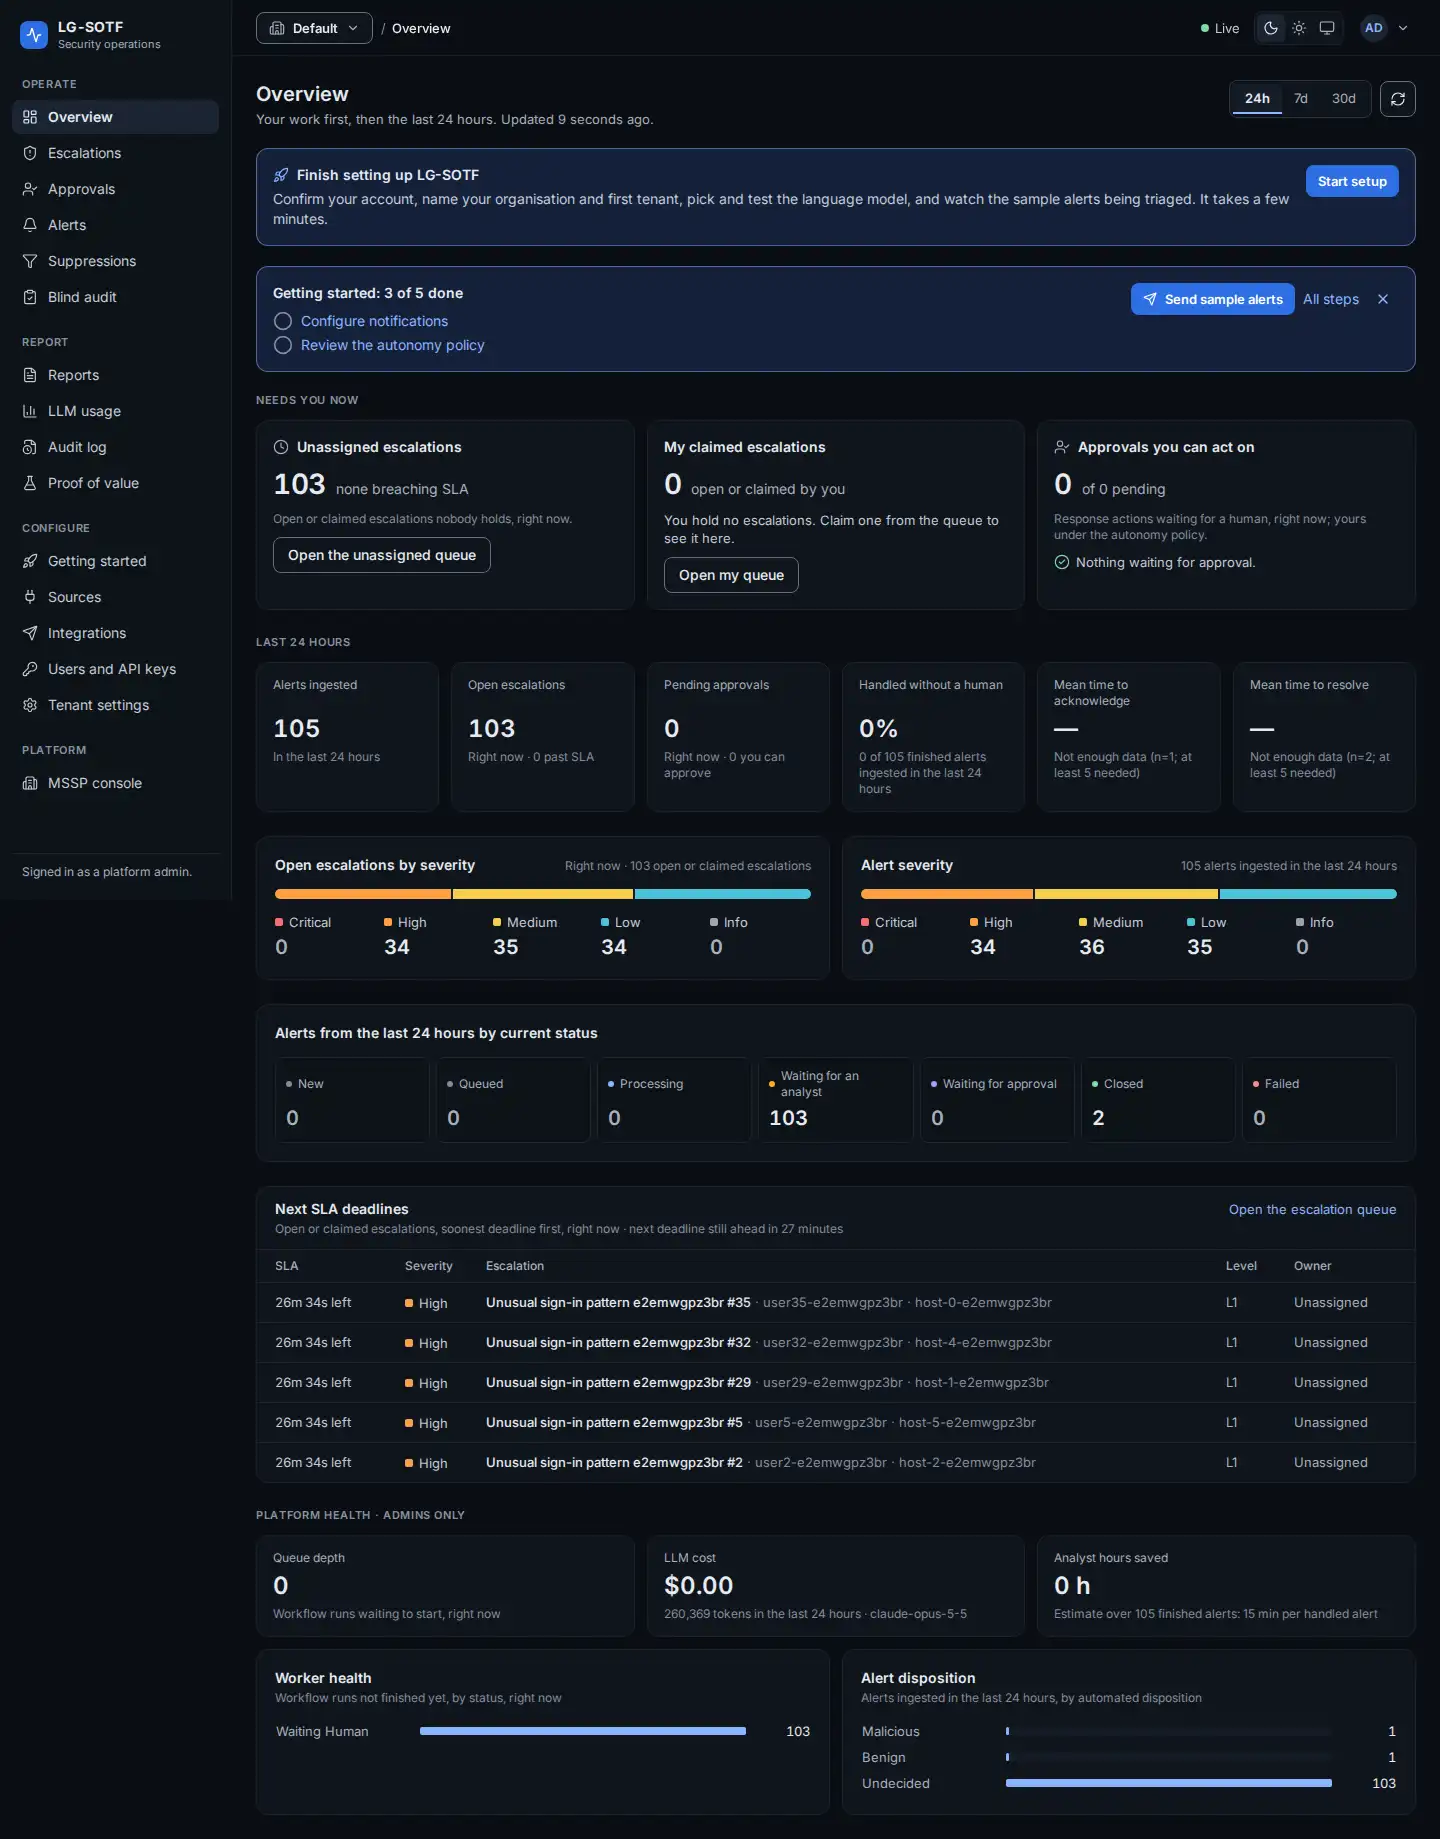 LG-SOTF
Security operations
OPERATE
Overview
Escalations
Approvals
Alerts
Suppressions
Blind audit
REPORT
Reports
LLM usage
Audit log
Proof of value
CONFIGURE
Getting started
Sources
Integrations
Users and API keys
Tenant settings
PLATFORM
MSSP console
Signed in as a platform admin.
Default / Overview
Live
AD
Overview
Your work first, then the last 24 hours. Updated 9 seconds ago.
24h 7d 30d
Finish setting up LG-SOTF
Confirm your account, name your organisation and first tenant, pick and test the language model, and watch the sample alerts being triaged. It takes a few
minutes.
Start setup
Getting started: 3 of 5 done
Configure notifications
Review the autonomy policy
Send sample alerts
All steps
NEEDS YOU NOW
Unassigned escalations
103 none breaching SLA
Open or claimed escalations nobody holds, right now.
Open the unassigned queue
My claimed escalations
0 open or claimed by you
You hold no escalations. Claim one from the queue to
see it here.
Open my queue
Approvals you can act on
0 of 0 pending
Response actions waiting for a human, right now; yours
under the autonomy policy.
Nothing waiting for approval.
LAST 24 HOURS
Alerts ingested
105
In the last 24 hours
Open escalations
103
Right now · 0 past SLA
Pending approvals
0
Right now · 0 you can
approve
Handled without a human
0%
0 of 105 finished alerts
ingested in the last 24
hours
Mean time to
acknowledge
—
Not enough data (n=1; at
least 5 needed)
Mean time to resolve
—
Not enough data (n=2; at
least 5 needed)
Open escalations by severity
Right now · 103 open or claimed escalations
Critical High Medium Low Info
0 34 35 34 0
Alert severity
105 alerts ingested in the last 24 hours
Critical High Medium Low Info
0 34 36 35 0
Alerts from the last 24 hours by current status
New
0
Queued
0
Processing
0
Waiting for an
analyst
103
Waiting for approval
0
Closed
2
Failed
0
Next SLA deadlines
Open or claimed escalations, soonest deadline first, right now · next deadline still ahead in 27 minutes
Open the escalation queue
SLA Severity Escalation Level Owner
26m 34s left High Unusual sign-in pattern e2emwgpz3br #35 · user35-e2emwgpz3br · host-0-e2emwgpz3br L1 Unassigned
26m 34s left High Unusual sign-in pattern e2emwgpz3br #32 · user32-e2emwgpz3br · host-4-e2emwgpz3br L1 Unassigned
26m 34s left High Unusual sign-in pattern e2emwgpz3br #29 · user29-e2emwgpz3br · host-1-e2emwgpz3br L1 Unassigned
26m 34s left High Unusual sign-in pattern e2emwgpz3br #5 · user5-e2emwgpz3br · host-5-e2emwgpz3br L1 Unassigned
26m 34s left High Unusual sign-in pattern e2emwgpz3br #2 · user2-e2emwgpz3br · host-2-e2emwgpz3br L1 Unassigned
PLATFORM HEALTH · ADMINS ONLY
Queue depth
0
Workflow runs waiting to start, right now
LLM cost
$0.00
260,369 tokens in the last 24 hours · claude-opus-5-5
Analyst hours saved
0 h
Estimate over 105 finished alerts: 15 min per handled alert
Worker health
Workflow runs not finished yet, by status, right now
Waiting Human 103
Alert disposition
Alerts ingested in the last 24 hours, by automated disposition
Malicious 1
Benign 1
Undecided 103